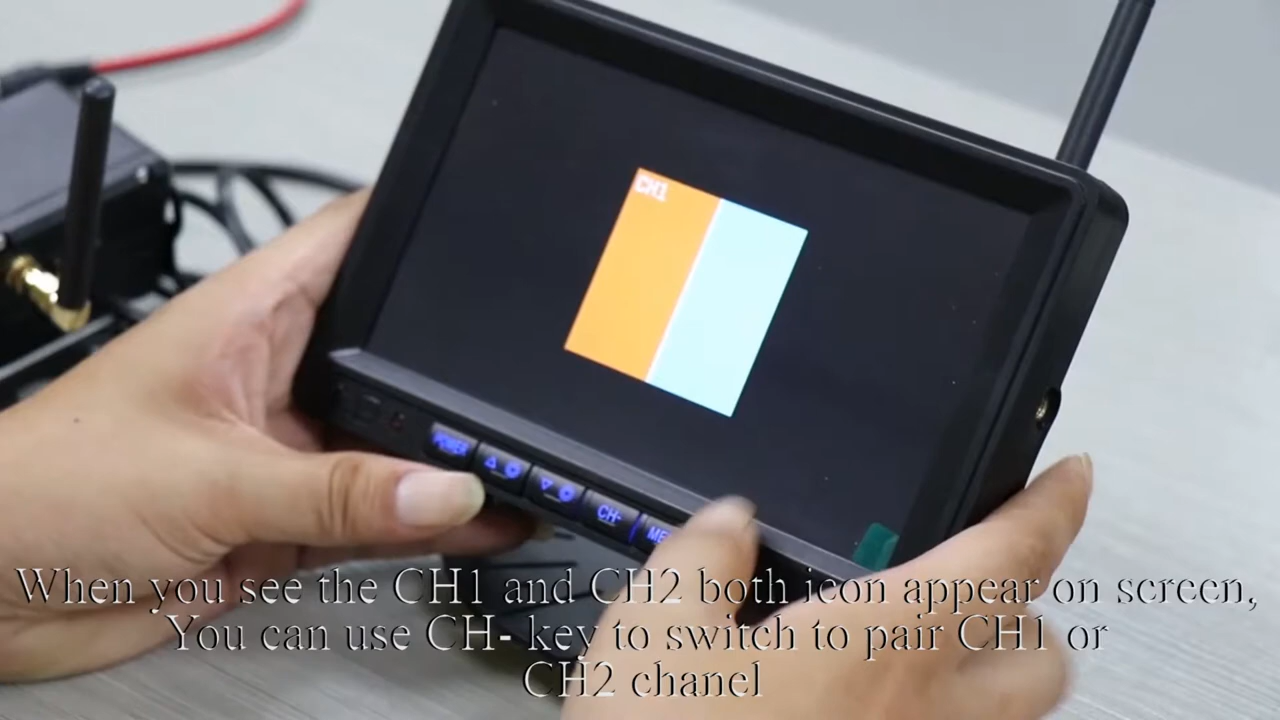 CH1
POWER
CH-
When you see the CH1 and CH2 both icon appear on screen,
You can use CH- key to switch to pair CH1 or
CH2 chanel